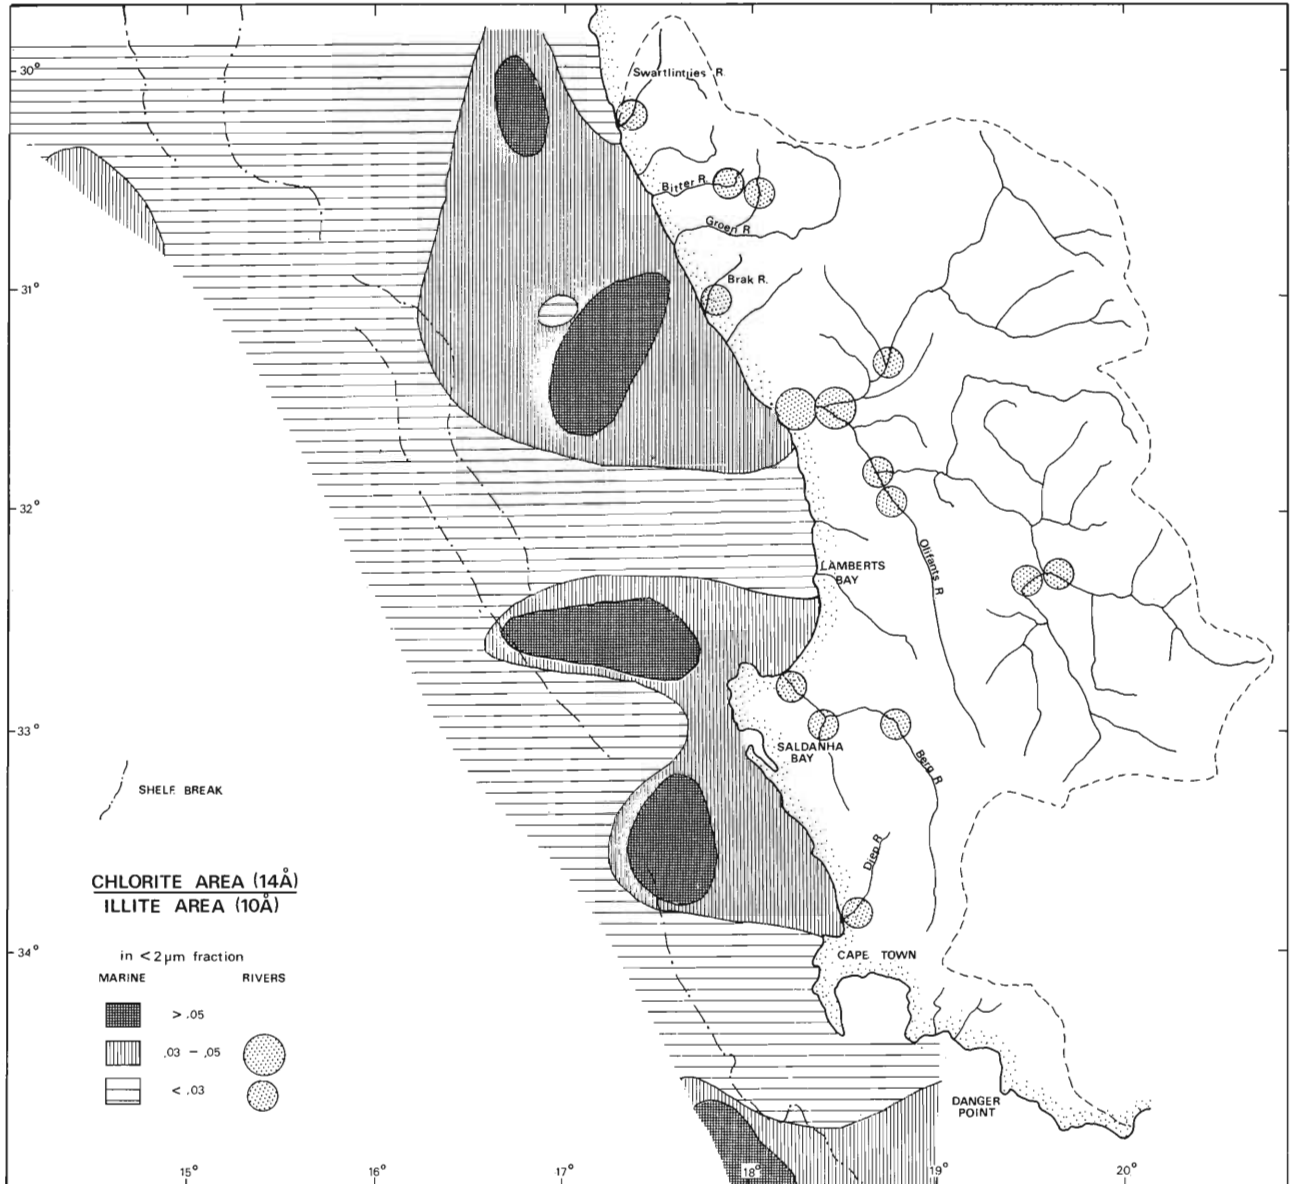 30°
31°
32°
33°
34°
Swartlintjies R.
Bitter R.
Groen R
Brak R.
LAMBERTS
BAY
Olifants R
SALDANHA
BAY
Berg R
Diep R
CAPE TOWN
DANGER
POINT
SHELF BREAK
CHLORITE AREA (14Å)
ILLITE AREA (10Å)
in < 2 µm fraction
MARINE RIVERS
> .05
.03 - .05
< .03
15° 16° 17° 18° 19° 20°